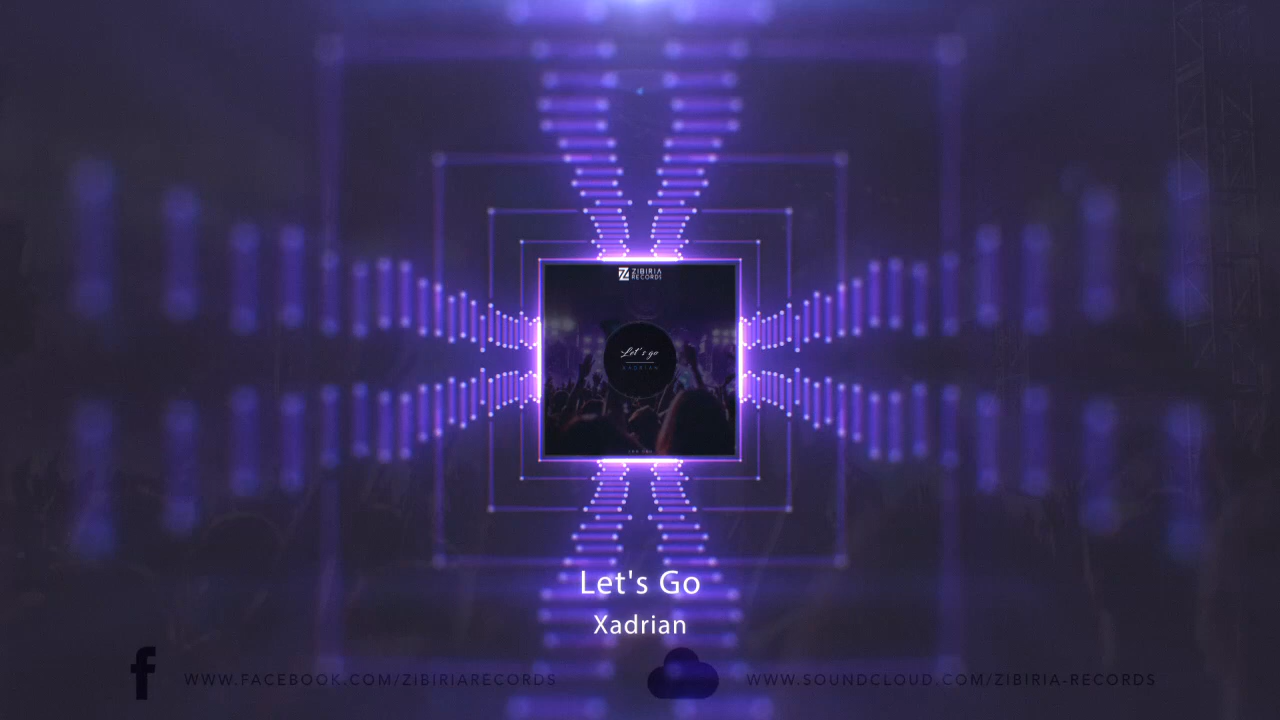 ZIBIRIA
RECORDS
Let's go
XADRIAN
Let's Go
Xadrian
WWW.FACEBOOK.COM/ZIBIRIARECORDS
WWW.SOUNDCLOUD.COM/ZIBIRIA-RECORDS